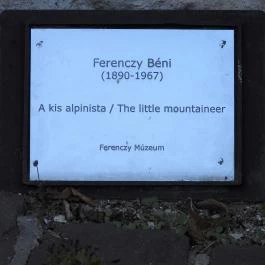 Ferenczy Béni
(1890-1967)
A kis alpinista / The little mountaineer
Ferenczy Múzeum